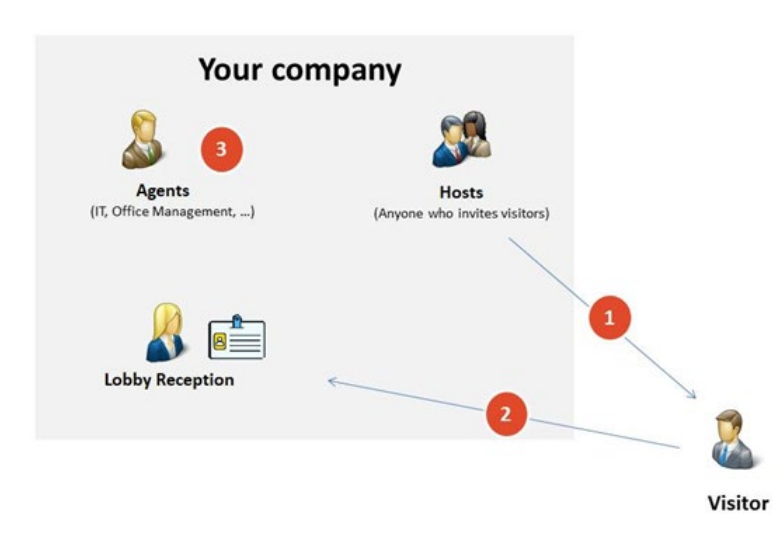 Your company
3
Agents
(IT, Office Management, ...)
Hosts
(Anyone who invites visitors)
1
Lobby Reception
2
Visitor